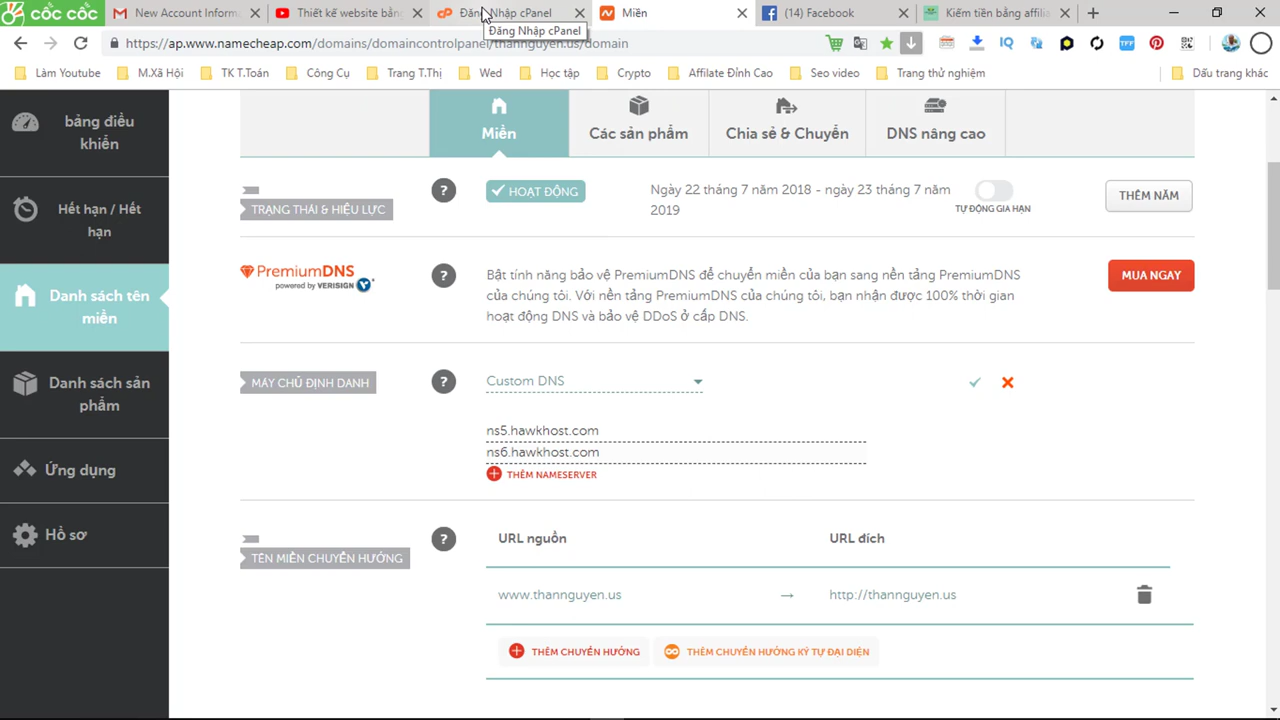 cốc cốc
New Account Inform
Thiết kế website bằng
Đăng Nhập cPanel
Miền
(14) Facebook
Kiếm tiền bằng affilia
Đăng Nhập cPanel
https://ap.www.namecheap.com/domains/domaincontrolpanel/thannguyen.us/domain
Làm Youtube
M.Xã Hội
TK T.Toán
Công Cụ
Trang T.Thị
Wed
Học tập
Crypto
Affilate Đỉnh Cao
Seo video
Trang thử nghiệm
Dấu trang khác
bảng điều
khiển
Hết hạn / Hết
hạn
Danh sách tên
miền
Danh sách sản
phẩm
Ứng dụng
Hồ sơ
Miền
Các sản phẩm
Chia sẻ & Chuyển
DNS nâng cao
TRẠNG THÁI & HIỆU LỰC
?
HOẠT ĐỘNG
Ngày 22 tháng 7 năm 2018 - ngày 23 tháng 7 năm
2019
TỰ ĐỘNG GIA HẠN
THÊM NĂM
PremiumDNS
powered by VERISIGN
?
Bật tính năng bảo vệ PremiumDNS để chuyển miền của bạn sang nền tảng PremiumDNS
của chúng tôi. Với nền tảng PremiumDNS của chúng tôi, bạn nhận được 100% thời gian
hoạt động DNS và bảo vệ DDoS ở cấp DNS.
MUA NGAY
MÁY CHỦ ĐỊNH DANH
?
Custom DNS
ns5.hawkhost.com
ns6.hawkhost.com
THÊM NAMESERVER
TÊN MIỀN CHUYỂN HƯỚNG
?
URL nguồn
URL đích
www.thannguyen.us
→
http://thannguyen.us
THÊM CHUYỂN HƯỚNG
THÊM CHUYỂN HƯỚNG KÝ TỰ ĐẠI DIỆN